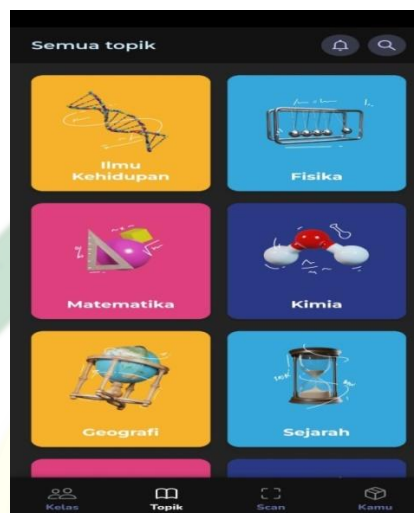 Semua topik
Ilmu
Kehidupan
Fisika
Matematika
Kimia
Geografi
Sejarah
Kelas
Topik
Scan
Kamu